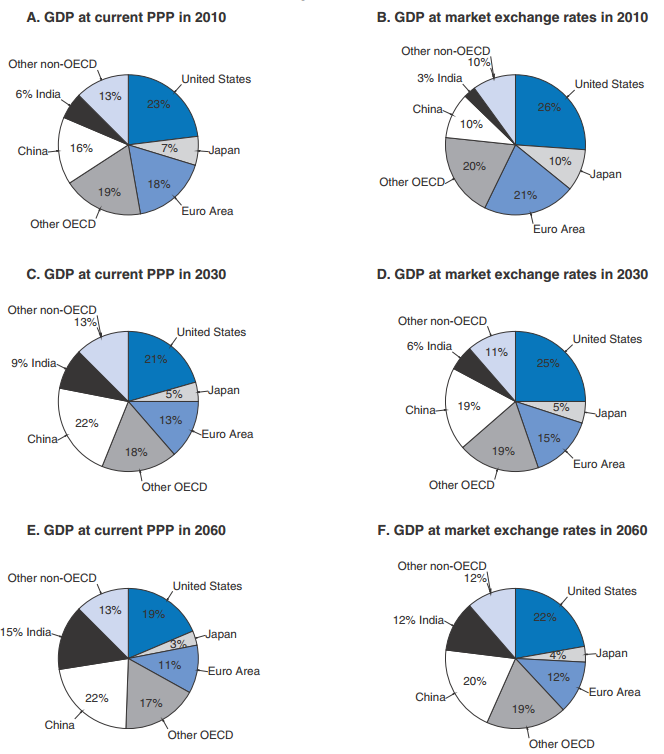 A. GDP at current PPP in 2010
Other non-OECD
13%
United States
23%
6% India
China
16%
7%
Japan
18%
19%
Euro Area
Other OECD
B. GDP at market exchange rates in 2010
Other non-OECD
10%
3% India
United States
26%
China
10%
10%
Japan
20%
Other OECD
21%
Euro Area
C. GDP at current PPP in 2030
Other non-OECD
13%
United States
21%
9% India
5%
Japan
22%
13%
China
Euro Area
18%
Other OECD
D. GDP at market exchange rates in 2030
Other non-OECD
11%
United States
6% India
25%
China
19%
5%
Japan
15%
19%
Euro Area
Other OECD
E. GDP at current PPP in 2060
Other non-OECD
13%
United States
19%
15% India
Japan
3%
11%
Euro Area
22%
17%
China
Other OECD
F. GDP at market exchange rates in 2060
Other non-OECD
12%
United States
12% India
22%
4%
Japan
20%
12%
China
Euro Area
19%
Other OECD